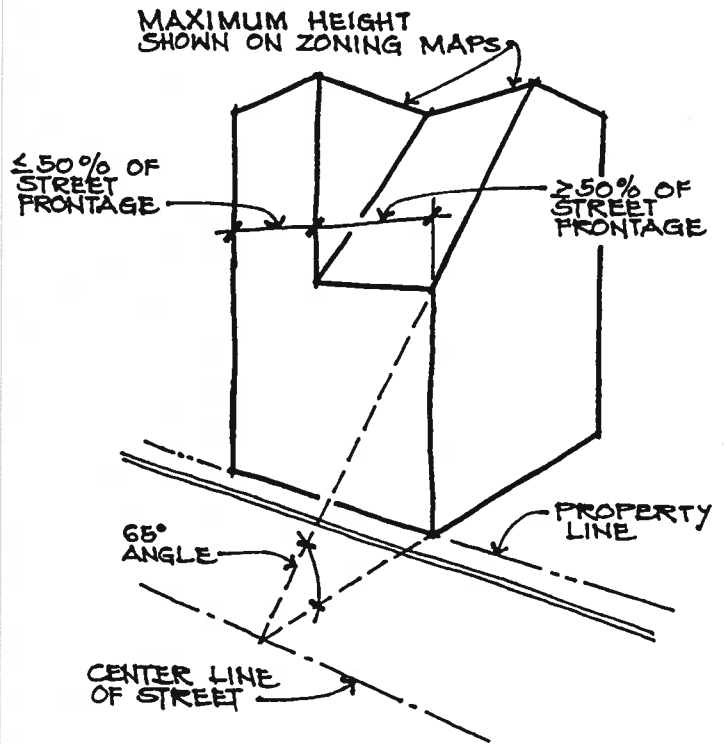 MAXIMUM HEIGHT
SHOWN ON ZONING MAPS
≤50% OF
STREET
FRONTAGE
≥50% OF
STREET
FRONTAGE
65°
ANGLE
PROPERTY
LINE
CENTER LINE
OF STREET